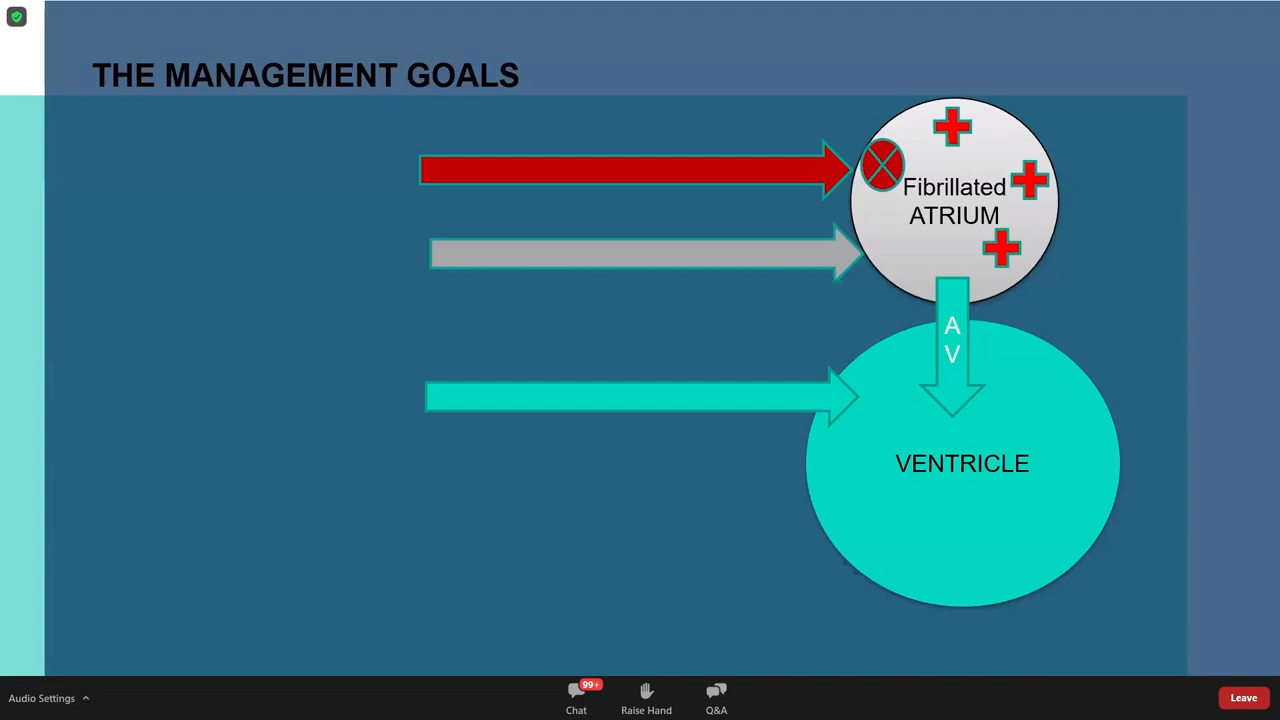 THE MANAGEMENT GOALS
Fibrillated
ATRIUM
A
V
VENTRICLE
Audio Settings
99+
Chat
Raise Hand
Q&A
Leave